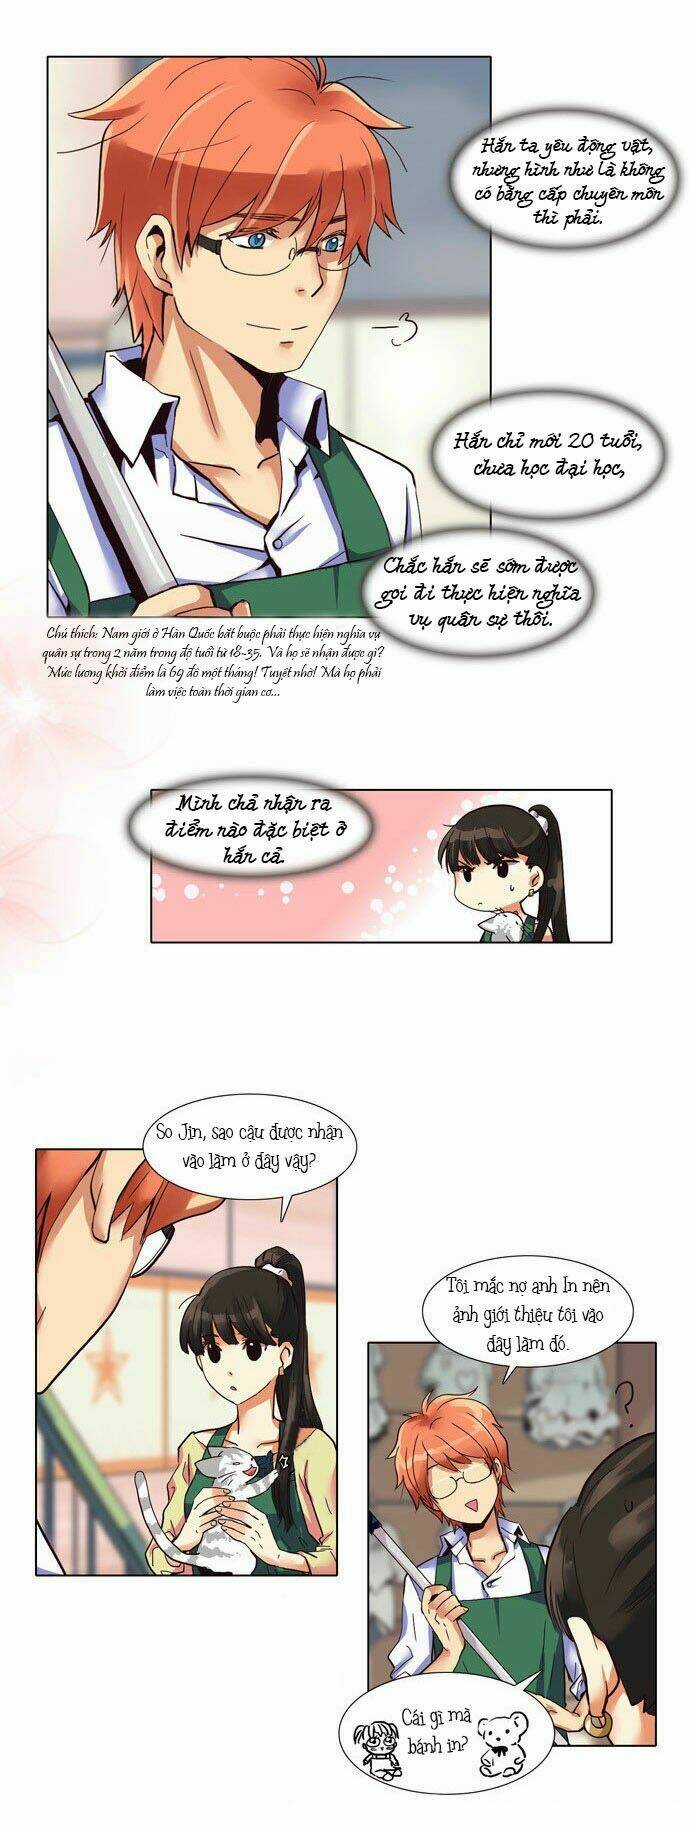 Hắn ta yêu động vật,
nhưng hình như là không
có bằng cấp chuyên môn
thì phải.
Hắn chỉ mới 20 tuổi,
chưa học đại học,
Chắc hắn sẽ sớm được
gọi đi thực hiện nghĩa
vụ quân sự thôi.
Chú thích: Nam giới ở Hàn Quốc bắt buộc phải thực hiện nghĩa vụ
quân sự trong 2 năm trong độ tuổi từ 18-35. Và họ sẽ nhận được gì?
Mức lương khởi điểm là 69 đô một tháng! Tuyệt nhờ! Mà họ phải
làm việc toàn thời gian cơ...
Mình chả nhận ra
điểm nào đặc biệt ở
hắn cả.
So Jin, sao cậu được nhận
vào làm ở đây vậy?
Tôi mắc nợ anh In nên
ảnh giới thiệu tôi vào
đây làm đó.
?
Cái gì mà
bánh in?